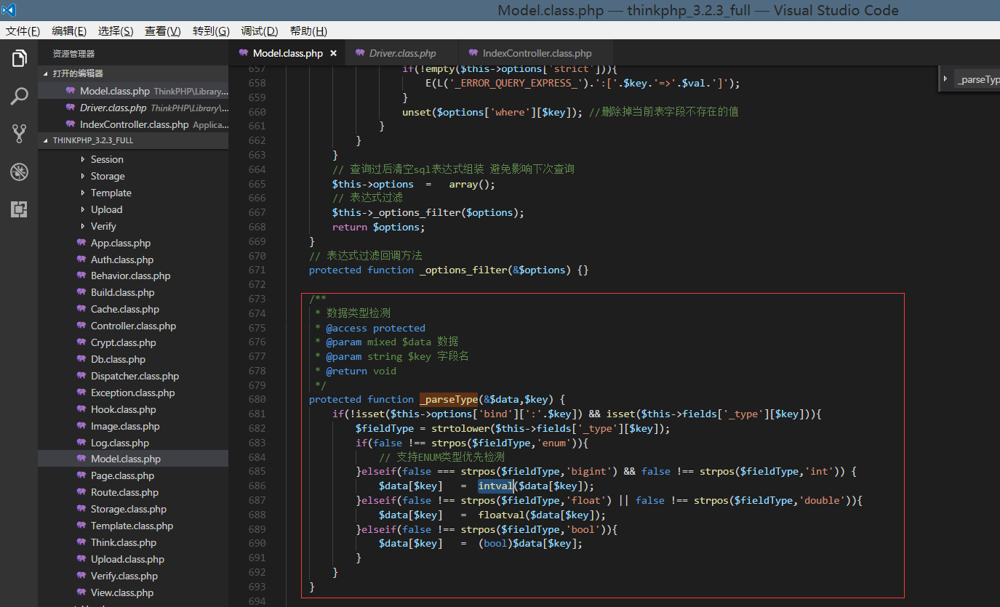 Model.class.php — thinkphp_3.2.3_full — Visual Studio Code
文件(F) 编辑(E) 选择(S) 查看(V) 转到(G) 调试(D) 帮助(H)
资源管理器
打开的编辑器
Model.class.php ThinkPHP\Library...
Driver.class.php ThinkPHP\Library\...
IndexController.class.php Applica...
THINKPHP_3.2.3_FULL
Session
Storage
Template
Upload
Verify
App.class.php
Auth.class.php
Behavior.class.php
Build.class.php
Cache.class.php
Controller.class.php
Crypt.class.php
Db.class.php
Dispatcher.class.php
Exception.class.php
Hook.class.php
Image.class.php
Log.class.php
Model.class.php
Page.class.php
Route.class.php
Storage.class.php
Template.class.php
Think.class.php
Upload.class.php
Verify.class.php
View.class.php
Model.class.php × Driver.class.php IndexController.class.php
_parseTyp
657 if(!empty($this->options['strict'])){
658 E(L('_ERROR_QUERY_EXPRESS_').':['.$key.'=>'.$val.']');
659 }
660 unset($options['where'][$key]); //删除掉当前表字段不存在的值
661 }
662 }
663 }
664 // 查询过后清空sql表达式组装 避免影响下次查询
665 $this->options = array();
666 // 表达式过滤
667 $this->_options_filter($options);
668 return $options;
669 }
670 // 表达式过滤回调方法
671 protected function _options_filter(&$options) {}
672
673 /**
674 * 数据类型检测
675 * @access protected
676 * @param mixed $data 数据
677 * @param string $key 字段名
678 * @return void
679 */
680 protected function _parseType(&$data,$key) {
681 if(!isset($this->options['bind'][':'.$key]) && isset($this->fields['_type'][$key])){
682 $fieldType = strtolower($this->fields['_type'][$key]);
683 if(false !== strpos($fieldType,'enum')){
684 // 支持ENUM类型优先检测
685 }elseif(false === strpos($fieldType,'bigint') && false !== strpos($fieldType,'int')) {
686 $data[$key] = intval($data[$key]);
687 }elseif(false !== strpos($fieldType,'float') || false !== strpos($fieldType,'double')){
688 $data[$key] = floatval($data[$key]);
689 }elseif(false !== strpos($fieldType,'bool')){
690 $data[$key] = (bool)$data[$key];
691 }
692 }
693 }
694